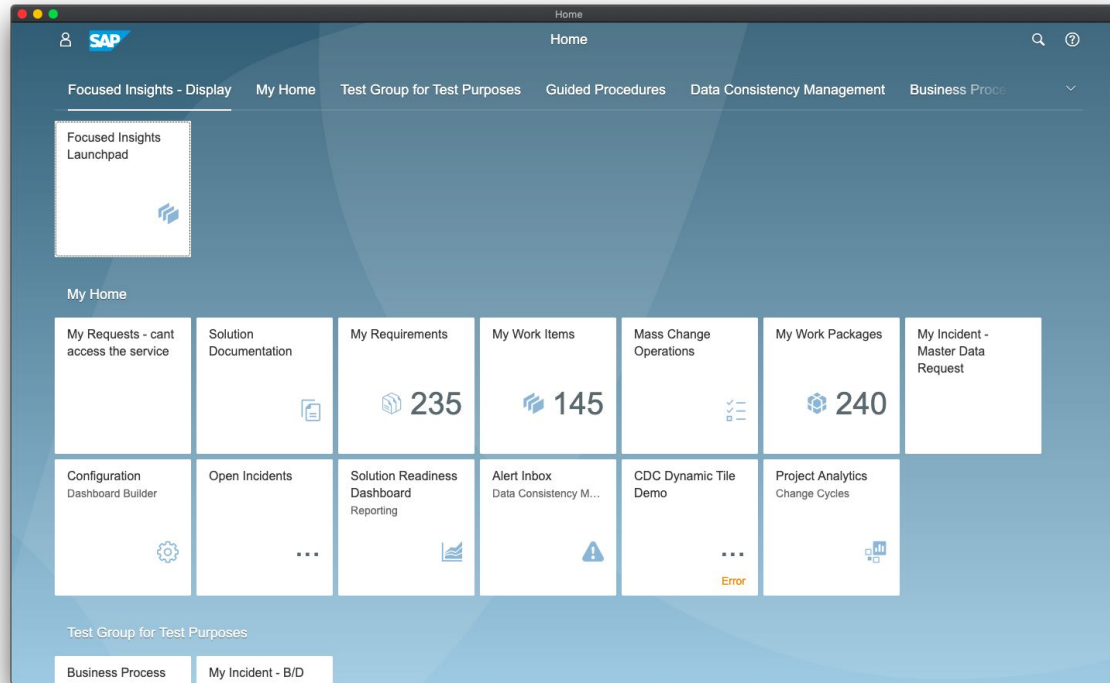 Home
SAP
Home
Focused Insights - Display
My Home
Test Group for Test Purposes
Guided Procedures
Data Consistency Management
Business Proce
Focused Insights
Launchpad
My Home
My Requests - cant
access the service
Solution
Documentation
My Requirements
235
My Work Items
145
Mass Change
Operations
My Work Packages
240
My Incident -
Master Data
Request
Configuration
Dashboard Builder
Open Incidents
...
Solution Readiness
Dashboard
Reporting
Alert Inbox
Data Consistency M...
CDC Dynamic Tile
Demo
...
Error
Project Analytics
Change Cycles
Test Group for Test Purposes
Business Process
My Incident - B/D